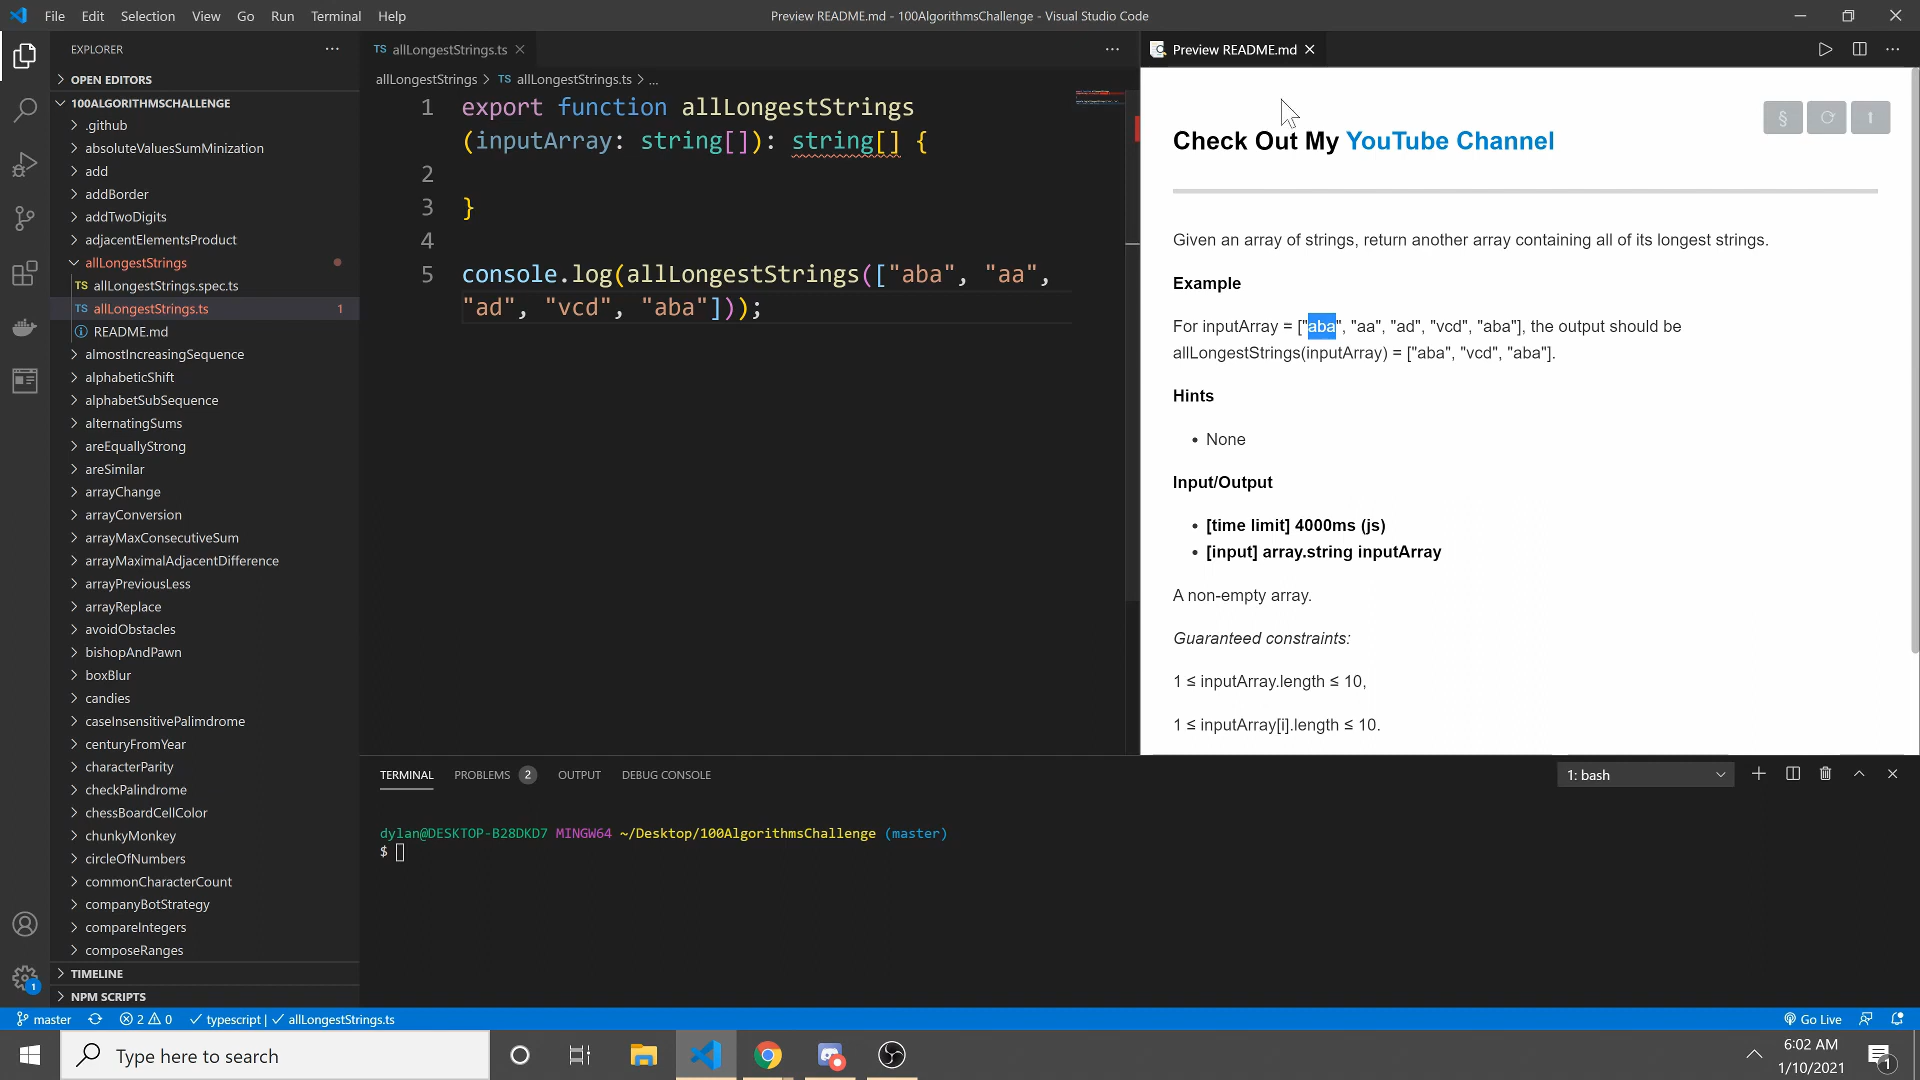 File Edit Selection View Go Run Terminal Help
Preview README.md - 100AlgorithmsChallenge - Visual Studio Code
EXPLORER
OPEN EDITORS
100ALGORITHMSCHALLENGE
.github
absoluteValuesSumMinization
add
addBorder
addTwoDigits
adjacentElementsProduct
allLongestStrings
TS allLongestStrings.spec.ts
TS allLongestStrings.ts 1
README.md
almostIncreasingSequence
alphabeticShift
alphabetSubSequence
alternatingSums
areEquallyStrong
areSimilar
arrayChange
arrayConversion
arrayMaxConsecutiveSum
arrayMaximalAdjacentDifference
arrayPreviousLess
arrayReplace
avoidObstacles
bishopAndPawn
boxBlur
candies
caseInsensitivePalimdrome
centuryFromYear
characterParity
checkPalindrome
chessBoardCellColor
chunkyMonkey
circleOfNumbers
commonCharacterCount
companyBotStrategy
compareIntegers
composeRanges
TIMELINE
NPM SCRIPTS
TS allLongestStrings.ts
allLongestStrings > TS allLongestStrings.ts > ...
1 export function allLongestStrings
(inputArray: string[]): string[] {
2
3 }
4
5 console.log(allLongestStrings(["aba", "aa",
"ad", "vcd", "aba"]));
Preview README.md
Check Out My YouTube Channel
Given an array of strings, return another array containing all of its longest strings.
Example
For inputArray = ["aba", "aa", "ad", "vcd", "aba"], the output should be
allLongestStrings(inputArray) = ["aba", "vcd", "aba"].
Hints
• None
Input/Output
• [time limit] 4000ms (js)
• [input] array.string inputArray
A non-empty array.
Guaranteed constraints:
1 ≤ inputArray.length ≤ 10,
1 ≤ inputArray[i].length ≤ 10.
TERMINAL PROBLEMS 2 OUTPUT DEBUG CONSOLE
1: bash
dylan@DESKTOP-B28DKD7 MINGW64 ~/Desktop/100AlgorithmsChallenge (master)
$
1
master 2 0 typescript | allLongestStrings.ts
Go Live
Type here to search
6:02 AM
1/10/2021
1